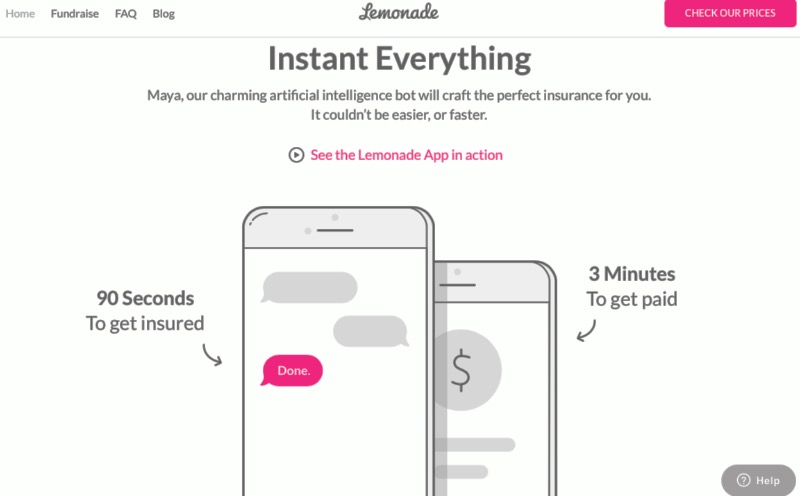 Home Fundraise FAQ Blog Lemonade CHECK OUR PRICES
Instant Everything
Maya, our charming artificial intelligence bot will craft the perfect insurance for you.
It couldn't be easier, or faster.
See the Lemonade App in action
90 Seconds
To get insured
3 Minutes
To get paid
Done.
$
Help